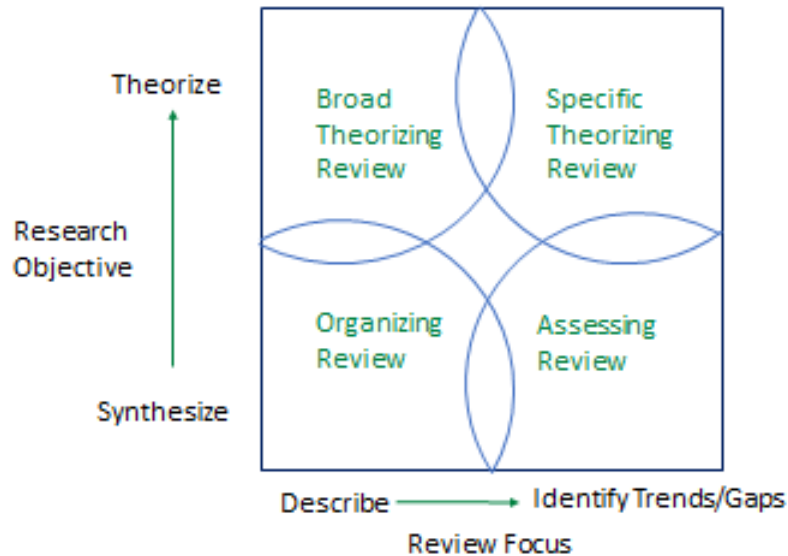 Theorize
Research
Objective
Synthesize
Broad
Theorizing
Review
Specific
Theorizing
Review
Organizing
Review
Assessing
Review
Describe
Identify Trends/Gaps
Review Focus